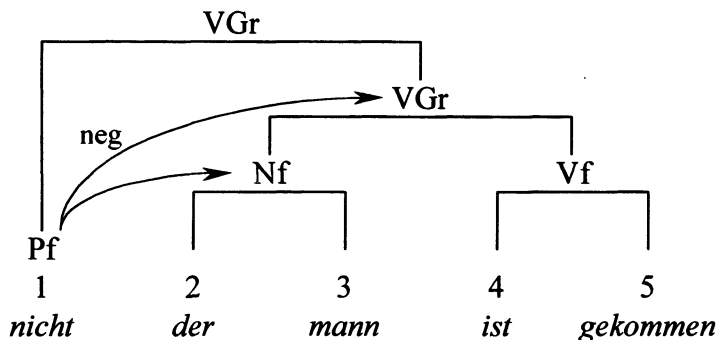 VGr
VGr
neg
Nf Vf
Pf
1 2 3 4 5
nicht der mann ist gekommen